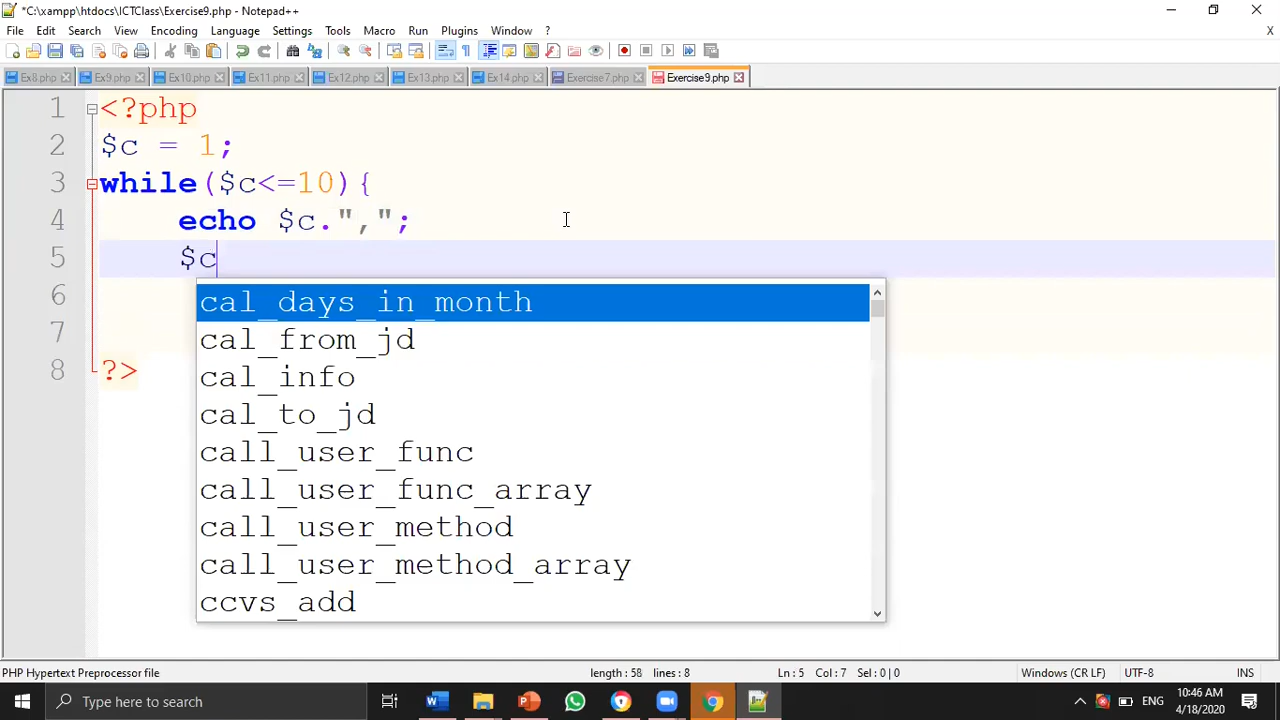 *C:\xampp\htdocs\ICTClass\Exercise9.php - Notepad++
File Edit Search View Encoding Language Settings Tools Macro Run Plugins Window ? X
Ex8.php Ex9.php Ex10.php Ex11.php Ex12.php Ex13.php Ex14.php Exercise7.php Exercise9.php
1 <?php
2 $c = 1;
3 while($c<=10){
4 echo $c.",";
5 $c
6
7
8 ?>
cal_days_in_month
cal_from_jd
cal_info
cal_to_jd
call_user_func
call_user_func_array
call_user_method
call_user_method_array
ccvs_add
PHP Hypertext Preprocessor file length : 58 lines : 8 Ln : 5 Col : 7 Sel : 0 | 0 Windows (CR LF) UTF-8 INS
Type here to search ENG 10:46 AM
4/18/2020